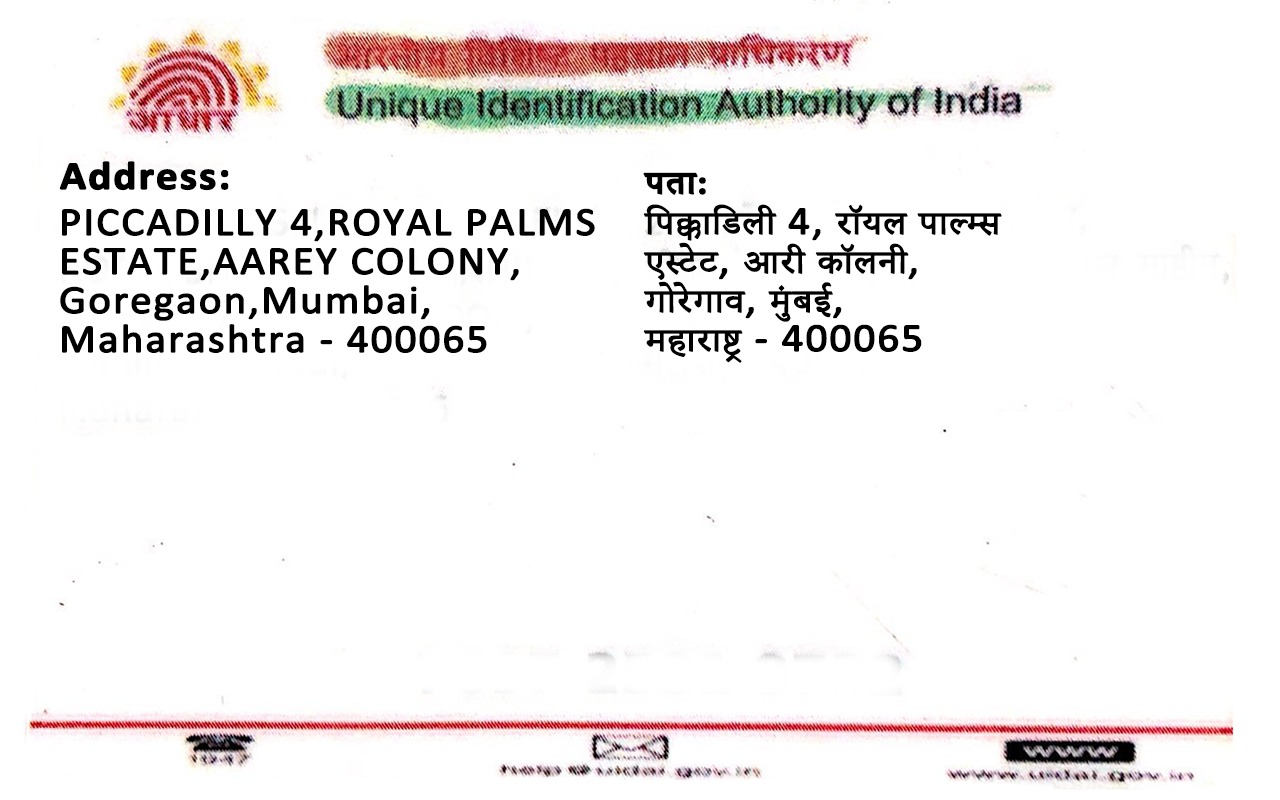 आधार
भारतीय विशिष्ट पहचान प्राधिकरण
Unique Identification Authority of India
Address:
PICCADILLY 4,ROYAL PALMS
ESTATE,AAREY COLONY,
Goregaon,Mumbai,
Maharashtra - 400065
पता:
पिक्काडिली 4, रॉयल पाल्म्स
एस्टेट, आरी कॉलनी,
गोरेगाव, मुंबई,
महाराष्ट्र - 400065
1947
help@uidai.gov.in
www
www.uidai.gov.in